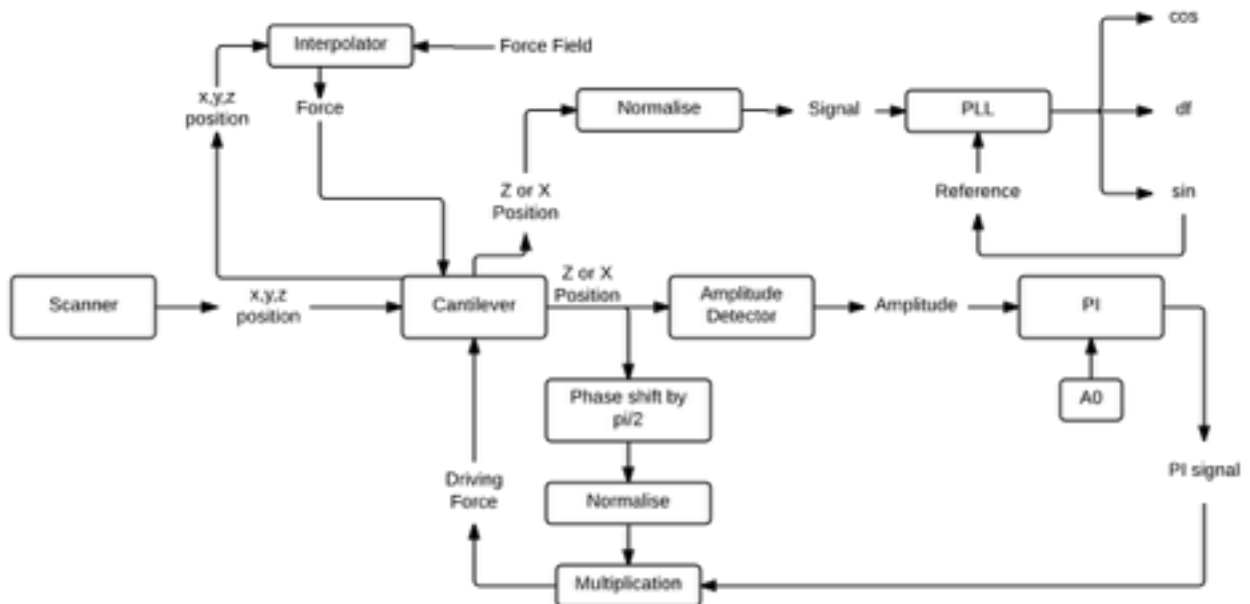 cos
Interpolator
Force Field
x,y,z
position
Force
Normalise
Signal
PLL
df
Z or X
Position
Reference
sin
Scanner
x,y,z
position
Cantilever
Z or X
Position
Amplitude
Detector
Amplitude
PI
Phase shift by
pi/2
A0
Driving
Force
Normalise
PI signal
Multiplication